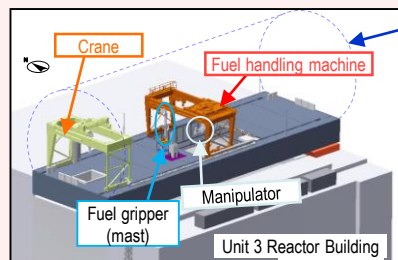 Crane
N
Fuel handling machine
Manipulator
Fuel gripper
(mast)
Unit 3 Reactor Building